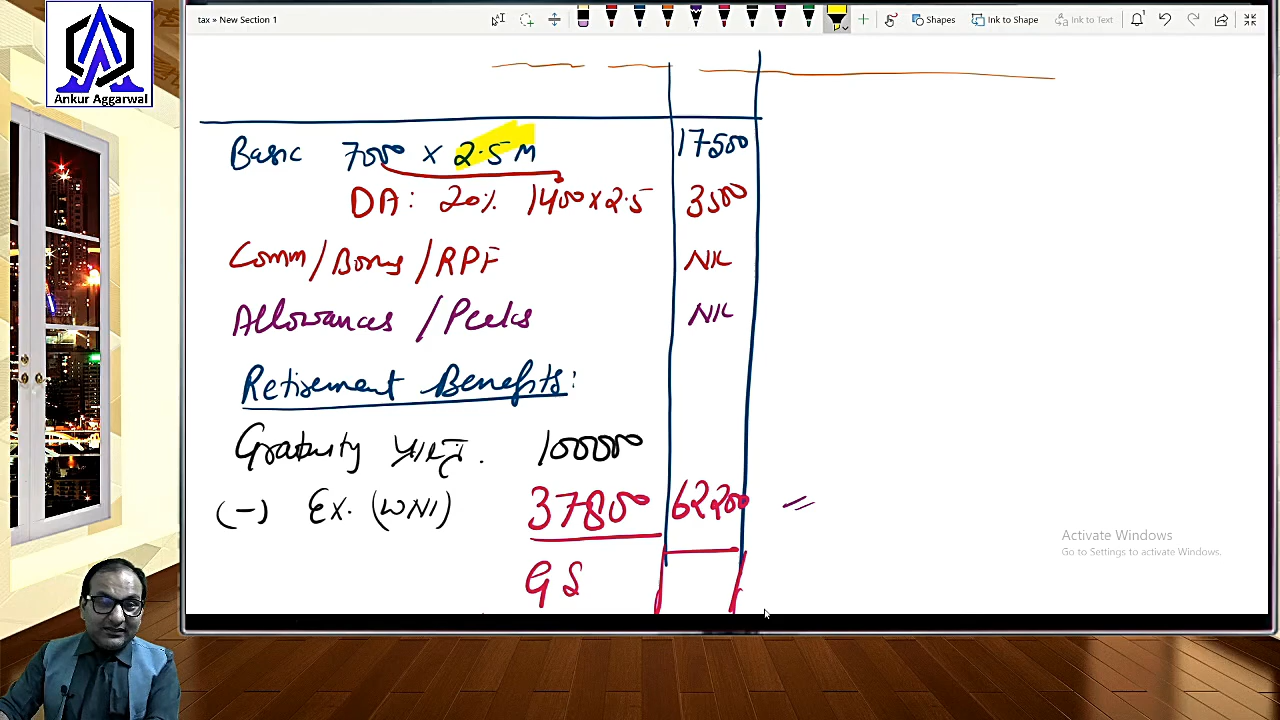 tax » New Section 1
Shapes
Ink to Shape
Ink to Text
Ankur Aggarwal
Basic 7000 × 2.5 M 17500
DA: 20% 1400 × 2.5 3500
Comm/Bonus/RPF NIL
Allowances / Perks NIL
Retirement Benefits:
Gratuity 100000
(-) Ex. (WN1) 37800 62200 =
GS
Activate Windows
Go to Settings to activate Windows.